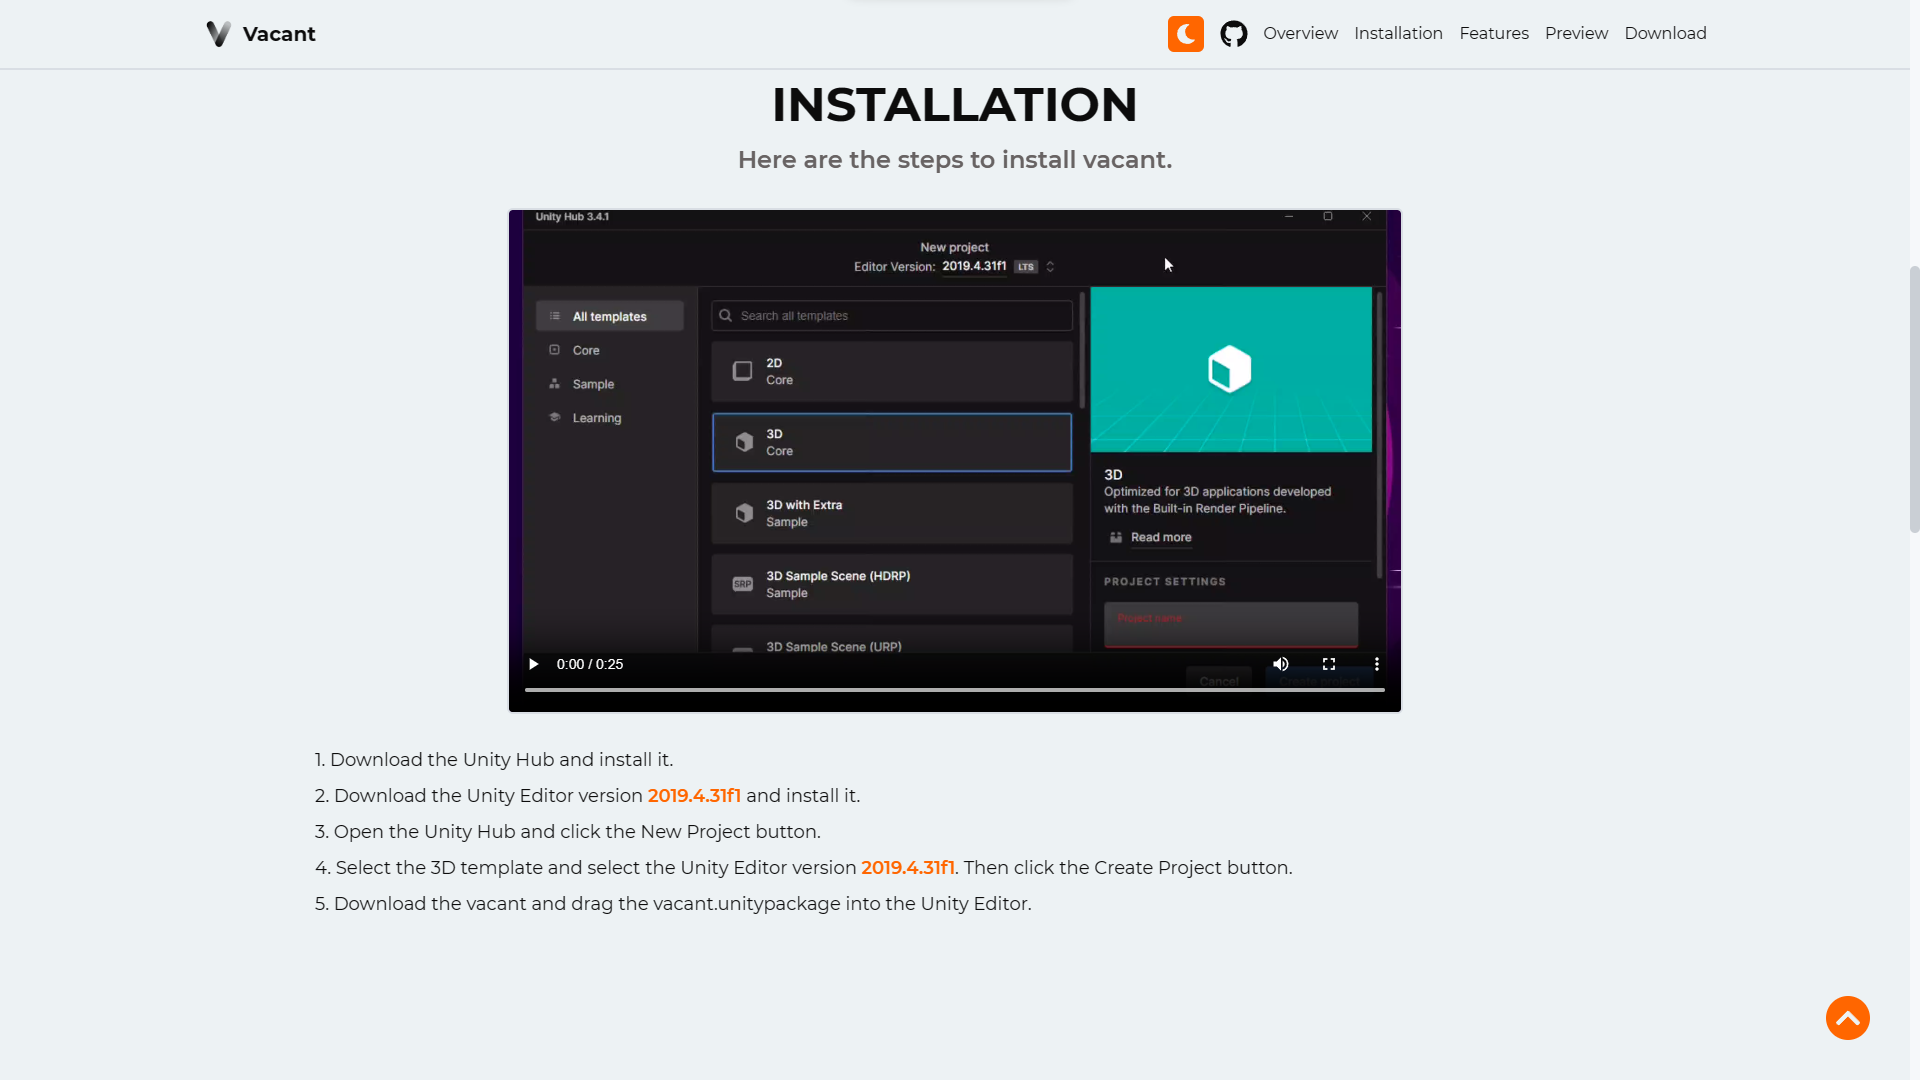 Vacant
Overview Installation Features Preview Download
INSTALLATION
Here are the steps to install vacant.
Unity Hub 3.4.1
New project
Editor Version: 2019.4.31f1 LTS
All templates
Core
Sample
Learning
Search all templates
2D
Core
3D
Core
3D with Extra
Sample
SRP
3D Sample Scene (HDRP)
Sample
3D Sample Scene (URP)
3D
Optimized for 3D applications developed
with the Built-in Render Pipeline.
Read more
PROJECT SETTINGS
Project name
Cancel Create project
0:00 / 0:25
1. Download the Unity Hub and install it.
2. Download the Unity Editor version 2019.4.31f1 and install it.
3. Open the Unity Hub and click the New Project button.
4. Select the 3D template and select the Unity Editor version 2019.4.31f1. Then click the Create Project button.
5. Download the vacant and drag the vacant.unitypackage into the Unity Editor.